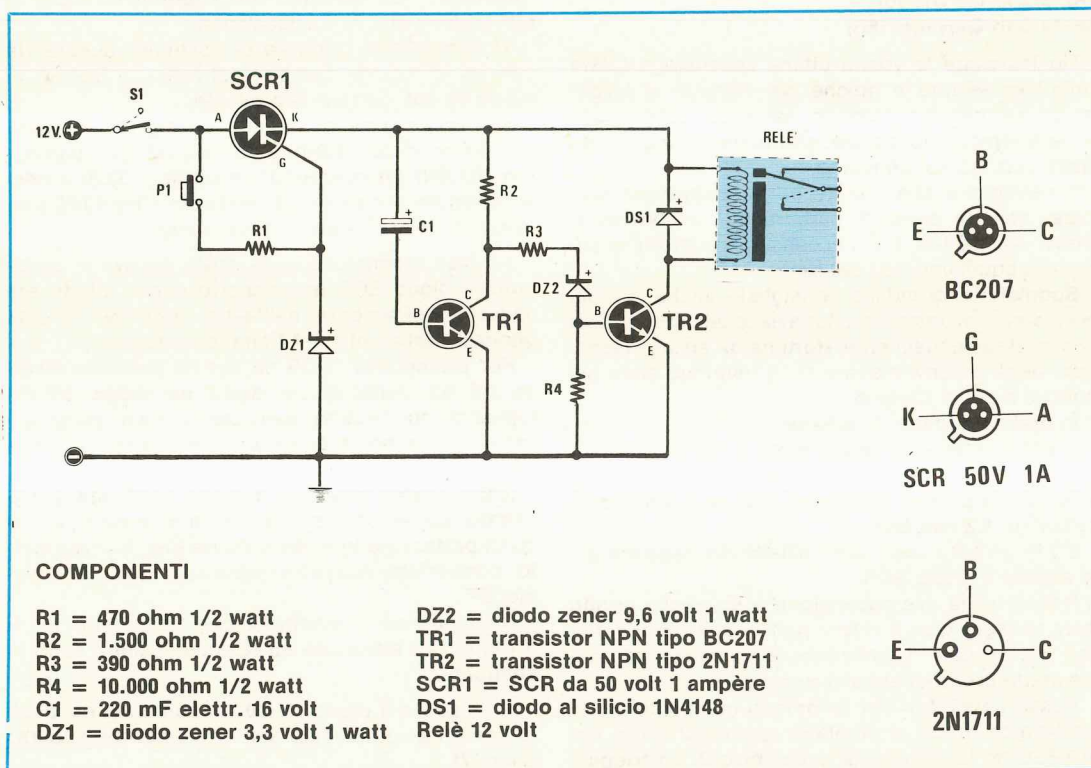 SCR1
S1
12V.
A
K
G
P1
R1
DZ1
C1
R2
R3
DZ2
B
C
E
TR1
R4
B
C
E
TR2
DS1
RELE'
B
E
C
BC207
G
K
A
SCR 50V 1A
B
E
C
2N1711
COMPONENTI
R1 = 470 ohm 1/2 watt
R2 = 1.500 ohm 1/2 watt
R3 = 390 ohm 1/2 watt
R4 = 10.000 ohm 1/2 watt
C1 = 220 mF elettr. 16 volt
DZ1 = diodo zener 3,3 volt 1 watt
DZ2 = diodo zener 9,6 volt 1 watt
TR1 = transistor NPN tipo BC207
TR2 = transistor NPN tipo 2N1711
SCR1 = SCR da 50 volt 1 ampère
DS1 = diodo al silicio 1N4148
Relè 12 volt